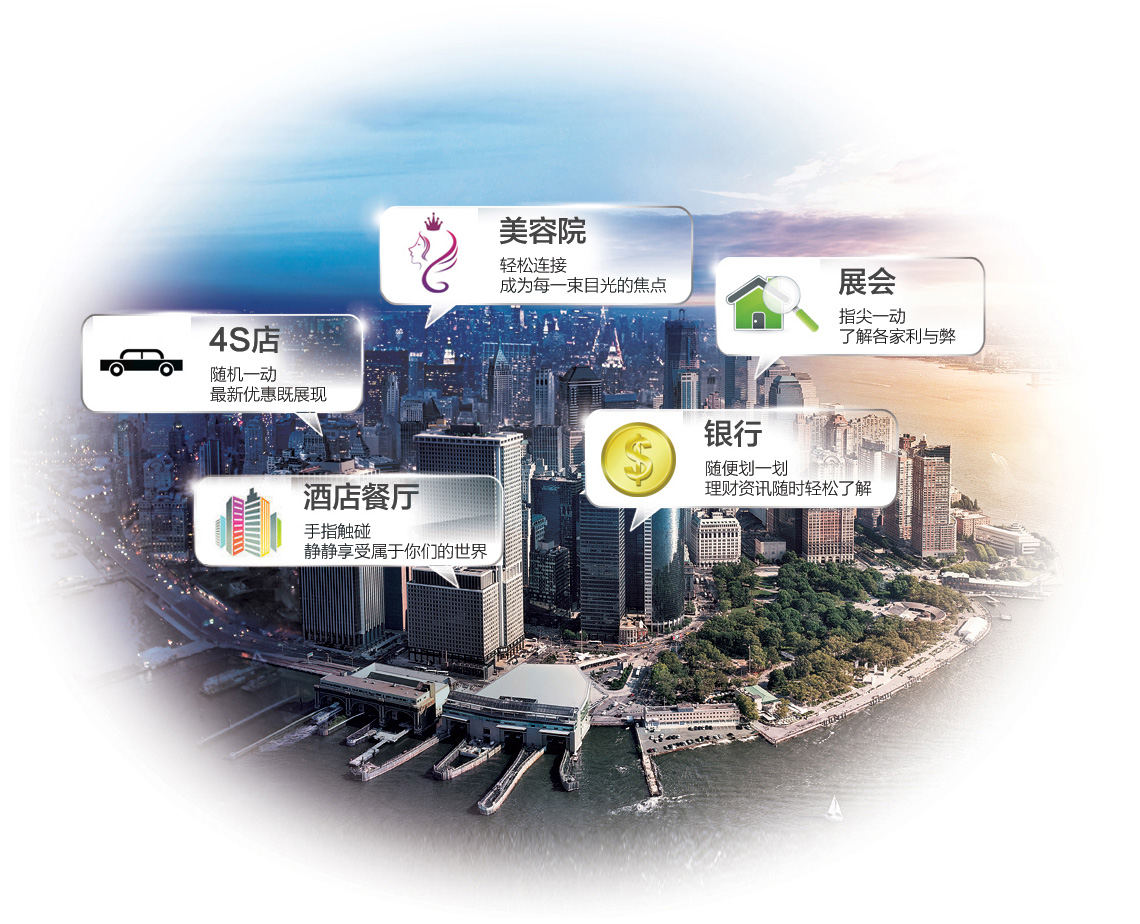 美容院
轻松连接
成为每一束目光的焦点
展会
指尖一动
了解各家利与弊
4S店
随机一动
最新优惠既展现
银行
随便划一划
理财资讯随时轻松了解
酒店餐厅
手指触碰
静静享受属于你们的世界